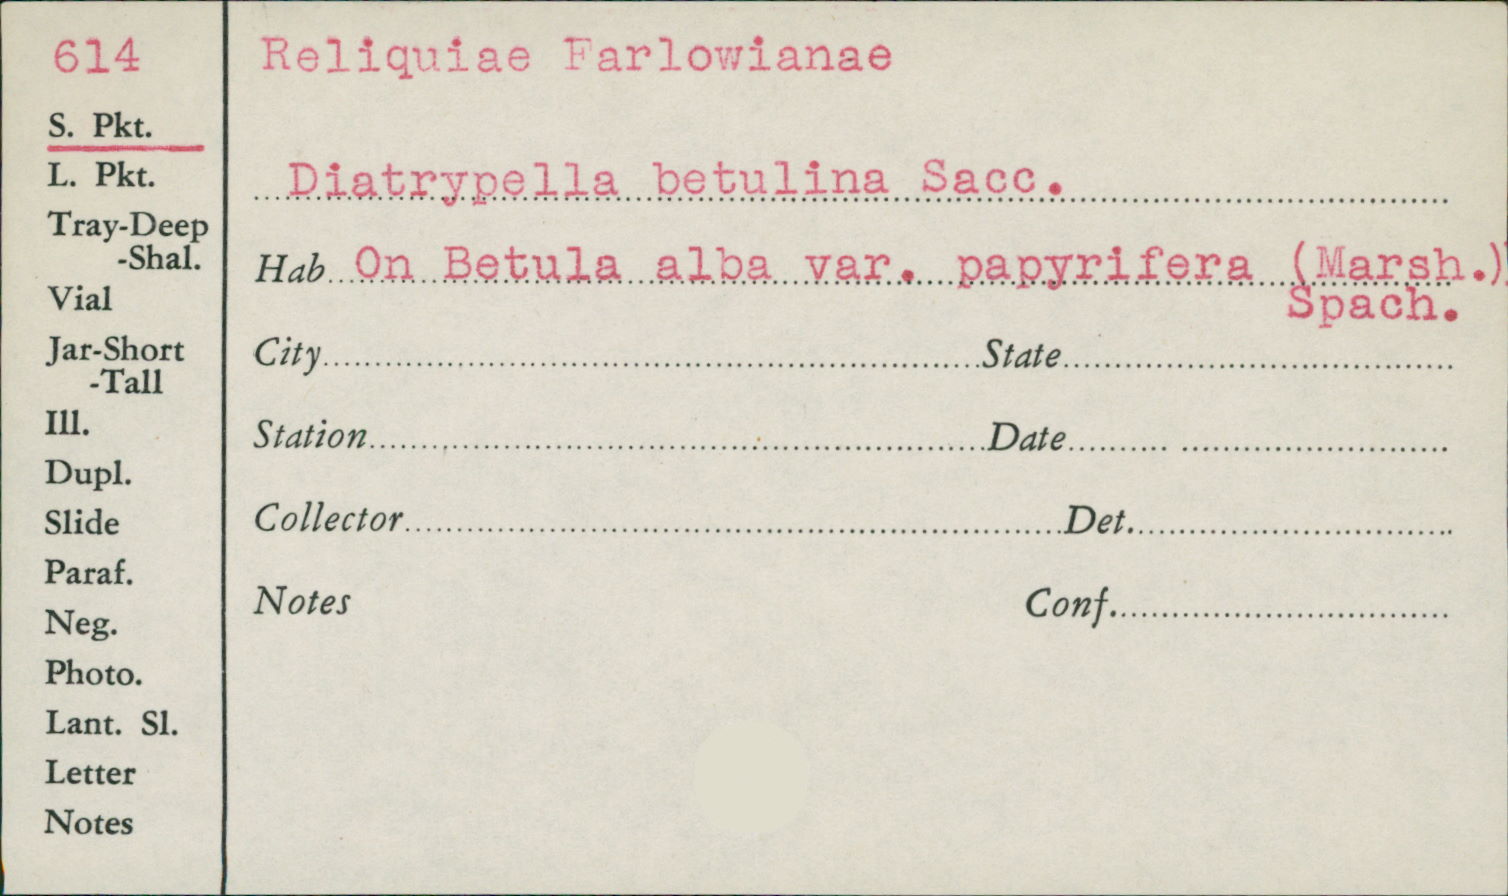 614
Reliquiae Farlowianae
S. Pkt.
L. Pkt.
Diatrypella betulina Sacc.
Tray-Deep
-Shal.
Hab On Betula alba var. papyrifera (Marsh.)
Spach.
Vial
Jar-Short
-Tall
City State
Ill.
Station Date
Dupl.
Slide
Collector Det.
Paraf.
Notes Conf.
Neg.
Photo.
Lant. Sl.
Letter
Notes